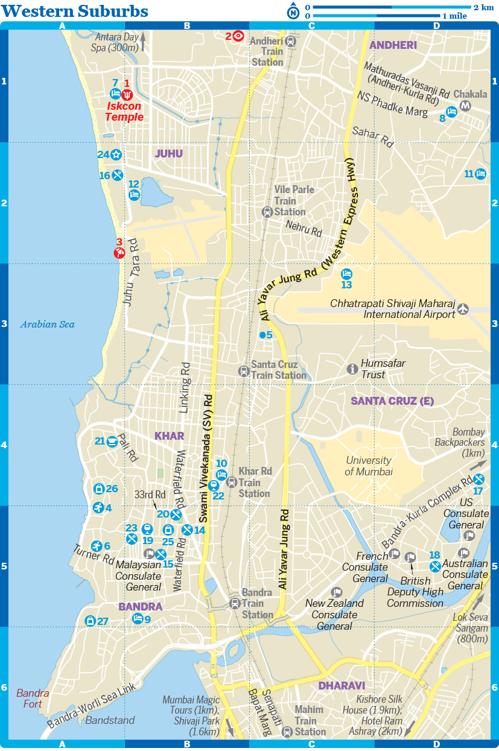 Western Suburbs
N
0 2 km
0 1 mile
A B C D
Antara Day
Spa (300m)
2
Andheri
Train
Station
ANDHERI
1
1
7 1
Iskcon
Temple
Mathuradas Vasanji Rd
(Andheri-Kurla Rd)
NS Phadke Marg
Chakala
M
8
Sahar Rd
24
JUHU
16
12
11
2
2
Vile Parle
Train
Station
Nehru Rd
3
Juhu Tara Rd
Ali Yavar Jung Rd (Western Express Hwy)
13
Chhatrapati Shivaji Maharaj
International Airport
Arabian Sea
3
3
5
Santa Cruz
Train Station
Humsafar
Trust
Linking Rd
SANTA CRUZ (E)
Swami Vivekanada (SV) Rd
21
Pali Rd
KHAR
4
4
Bombay
Backpackers
(1km)
Waterfield Rd
10
22
Khar Rd
Train
Station
University
of Mumbai
17
26
33rd Rd
4
20
Bandra-Kurla Complex Rd
US
Consulate
General
23
19
25
14
Ali Yavar Jung Rd
6
Turner Rd
15
Malaysian
Consulate
General
Waterfield Rd
5
5
French
Consulate
General
British
Deputy High
Commission
18
Australian
Consulate
General
Bandra
Train
Station
New Zealand
Consulate
General
BANDRA
27
9
Lok Seva
Sangam
(800m)
6
6
DHARAVI
Bandra
Fort
Bandra-Worli Sea Link
Bandstand
Mumbai Magic
Tours (1km),
Shivaji Park
(1.6km)
Senapati
Bapat Marg
Mahim
Train
Station
Kishore Silk
House (1.9km),
Hotel Ram
Ashray (2km)
A B C D